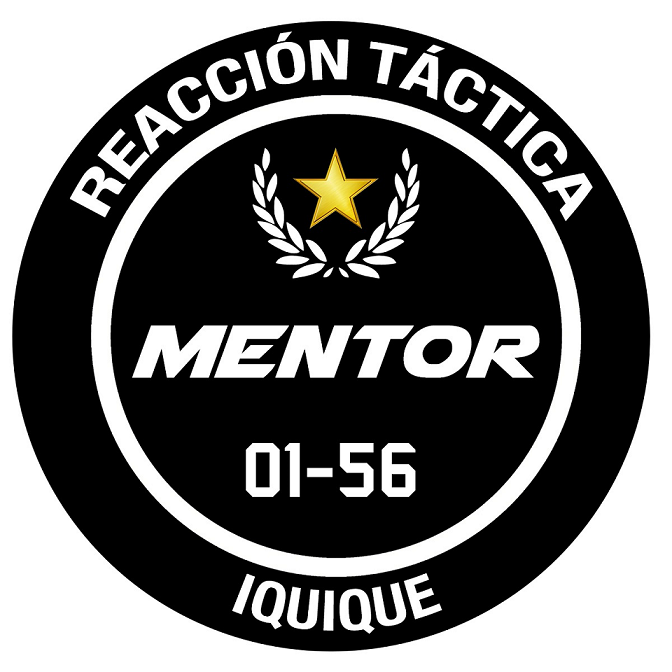 REACCIÓN TÁCTICA
MENTOR
01-56
IQUIQUE